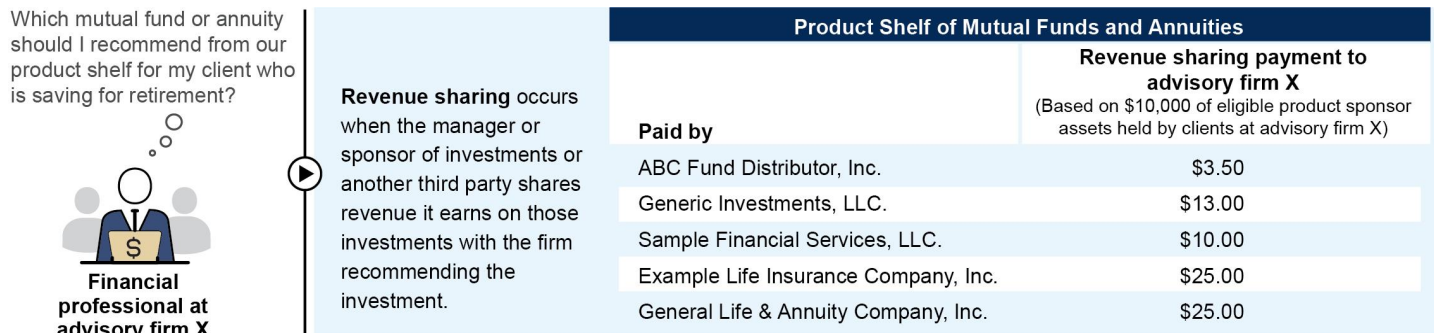 Which mutual fund or annuity
should I recommend from our
product shelf for my client who
is saving for retirement?
$
Financial
professional at
advisory firm X
Revenue sharing occurs
when the manager or
sponsor of investments or
another third party shares
revenue it earns on those
investments with the firm
recommending the
investment.
Product Shelf of Mutual Funds and Annuities
Paid by
Revenue sharing payment to
advisory firm X
(Based on $10,000 of eligible product sponsor
assets held by clients at advisory firm X)
ABC Fund Distributor, Inc. $3.50
Generic Investments, LLC. $13.00
Sample Financial Services, LLC. $10.00
Example Life Insurance Company, Inc. $25.00
General Life & Annuity Company, Inc. $25.00